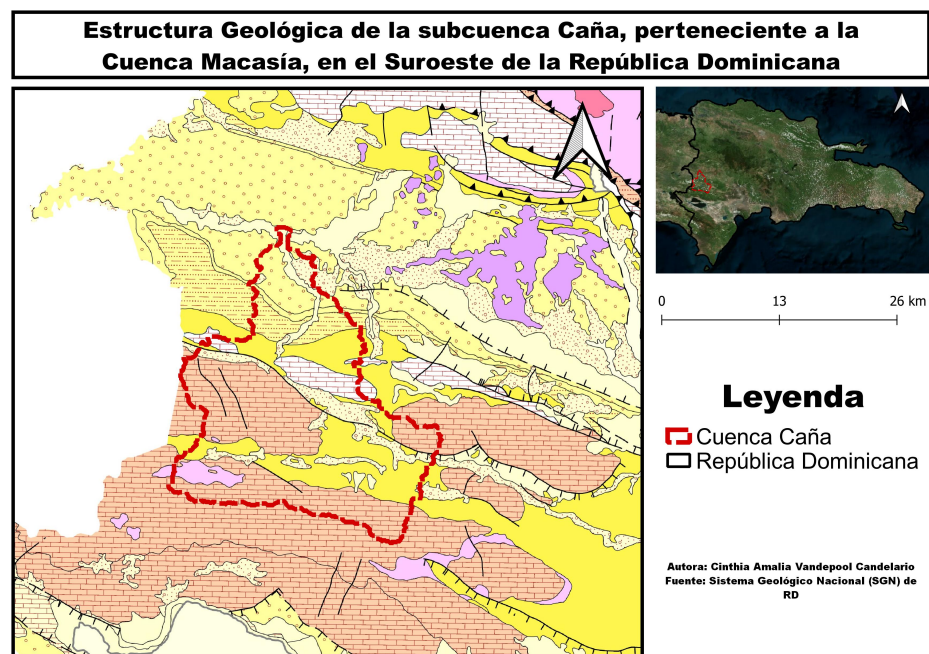 Estructura Geológica de la subcuenca Caña, perteneciente a la
Cuenca Macasía, en el Suroeste de la República Dominicana
0 13 26 km
Leyenda
Cuenca Caña
República Dominicana
Autora: Cinthia Amalia Vandepool Candelario
Fuente: Sistema Geológico Nacional (SGN) de
RD